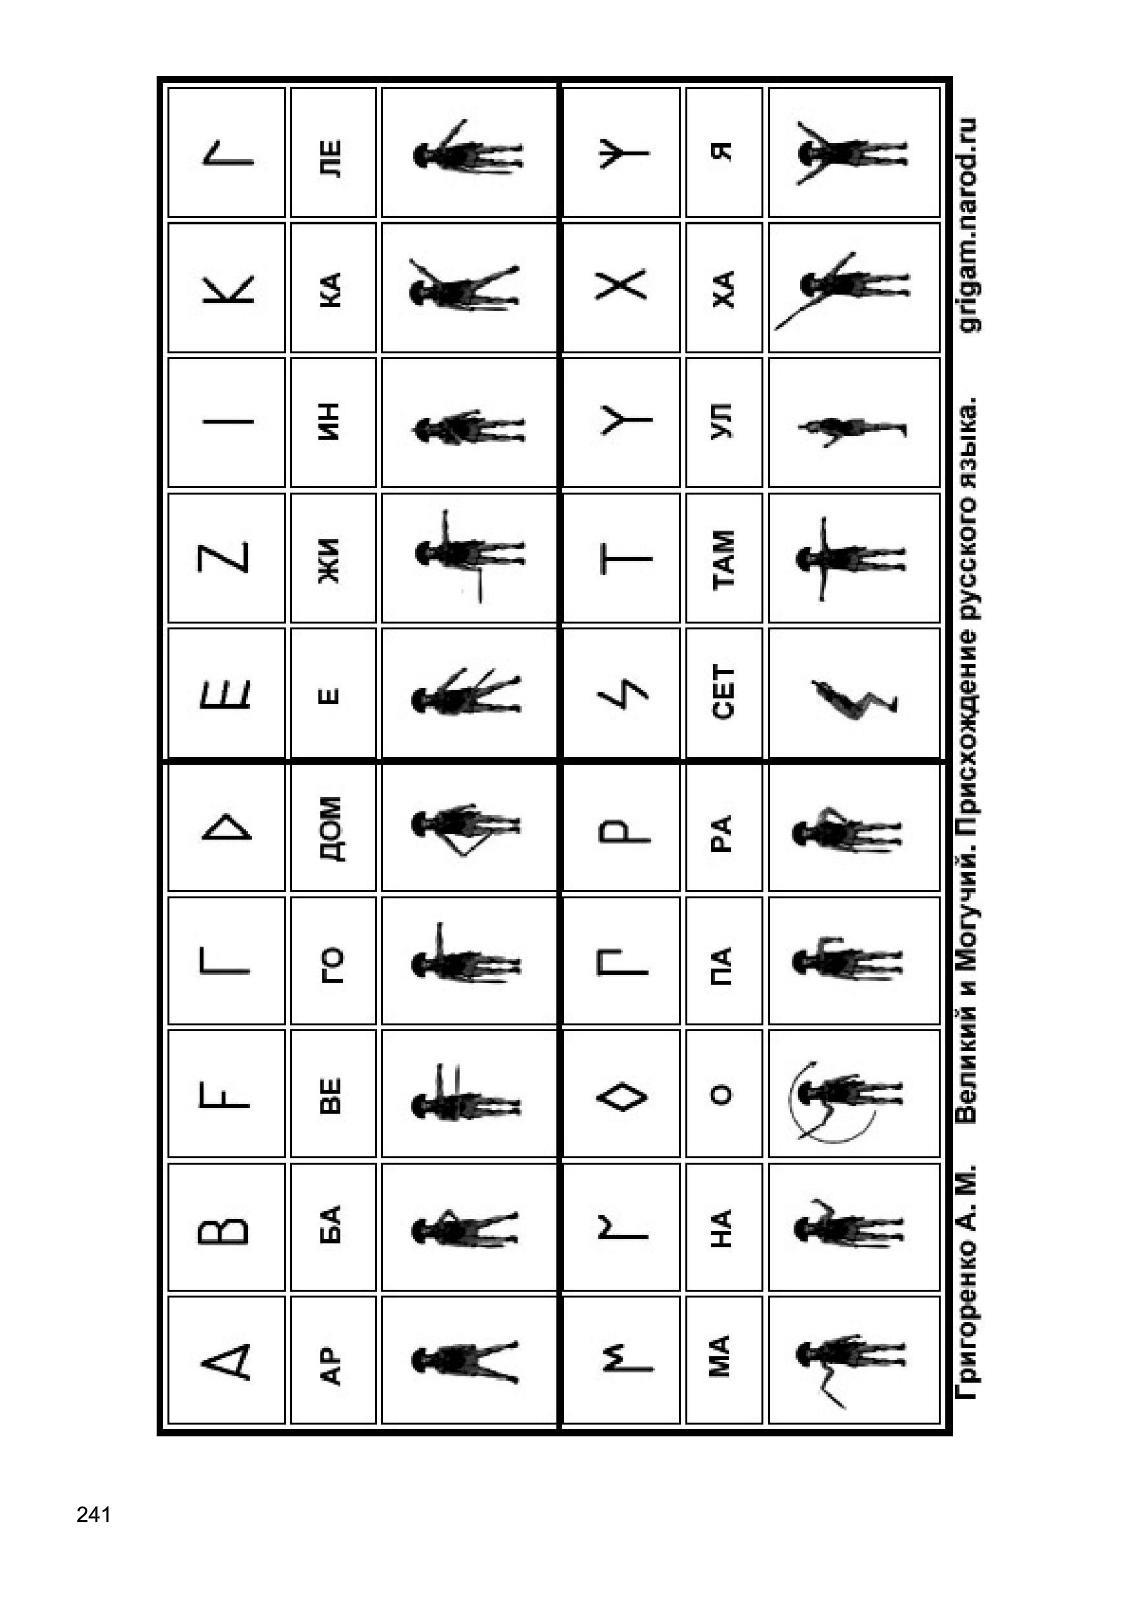 A B F Г D E Z I K Г
АР БА ВЕ ГО ДОМ Е ЖИ ИН КА ЛЕ
O П P T Y X
МА НА О ПА РА СЕТ ТАМ УЛ ХА Я
Григоренко А. М. Великий и Могучий. Присхождение русского языка. grigam.narod.ru
241